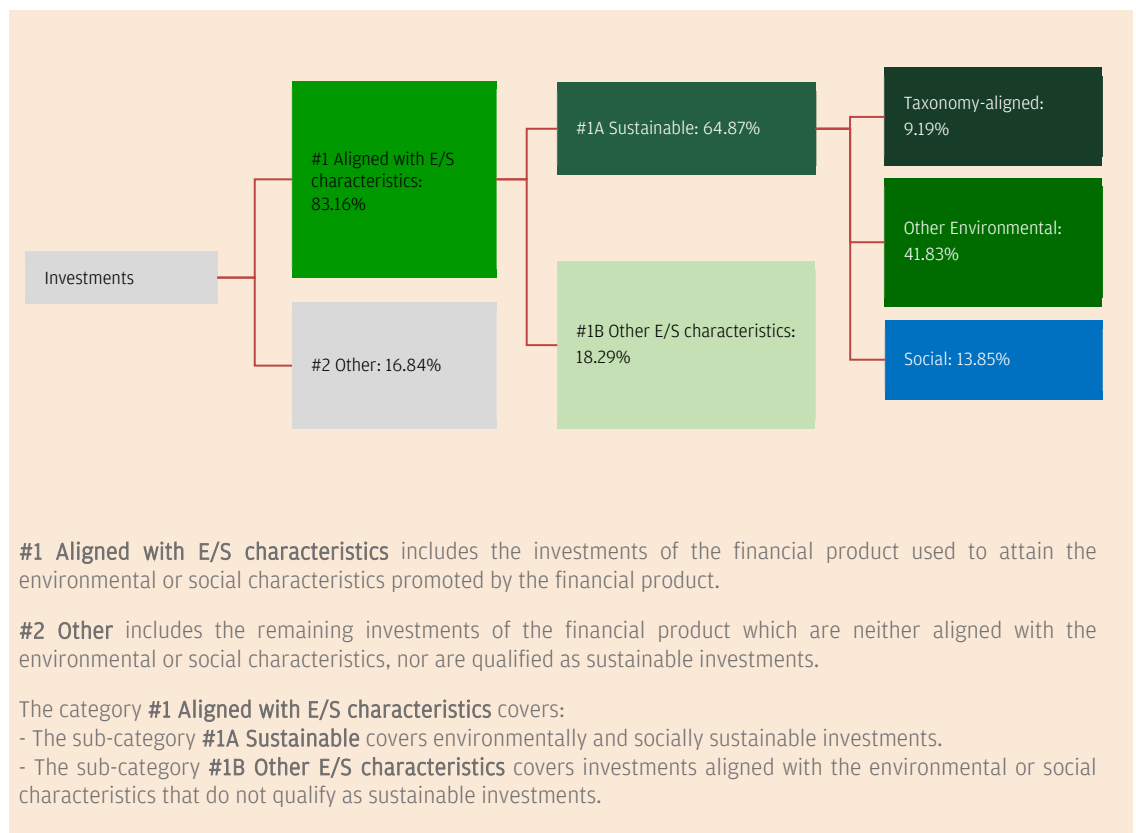 Investments
#1 Aligned with E/S
characteristics:
83.16%
#2 Other: 16.84%
#1A Sustainable: 64.87%
#1B Other E/S characteristics:
18.29%
Taxonomy-aligned:
9.19%
Other Environmental:
41.83%
Social: 13.85%
#1 Aligned with E/S characteristics includes the investments of the financial product used to attain the
environmental or social characteristics promoted by the financial product.
#2 Other includes the remaining investments of the financial product which are neither aligned with the
environmental or social characteristics, nor are qualified as sustainable investments.
The category #1 Aligned with E/S characteristics covers:
- The sub-category #1A Sustainable covers environmentally and socially sustainable investments.
- The sub-category #1B Other E/S characteristics covers investments aligned with the environmental or social
characteristics that do not qualify as sustainable investments.